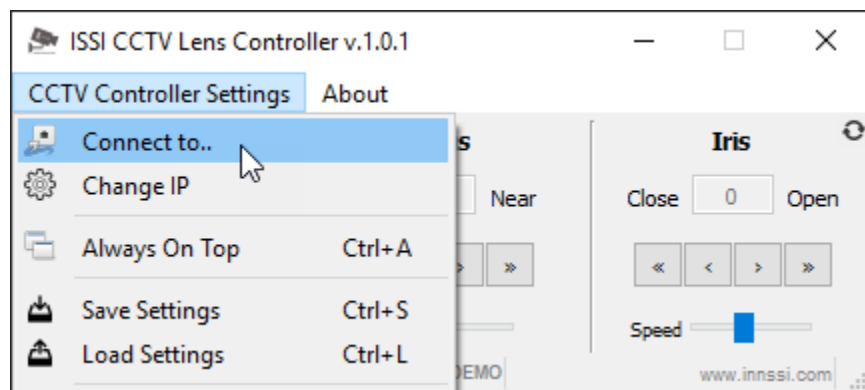 ISSI CCTV Lens Controller v.1.0.1
CCTV Controller Settings About
Connect to..
Iris
Change IP
Near
Close 0 Open
Always On Top Ctrl+A
« < > »
Save Settings Ctrl+S
Speed
Load Settings Ctrl+L
DEMO
www.innssi.com